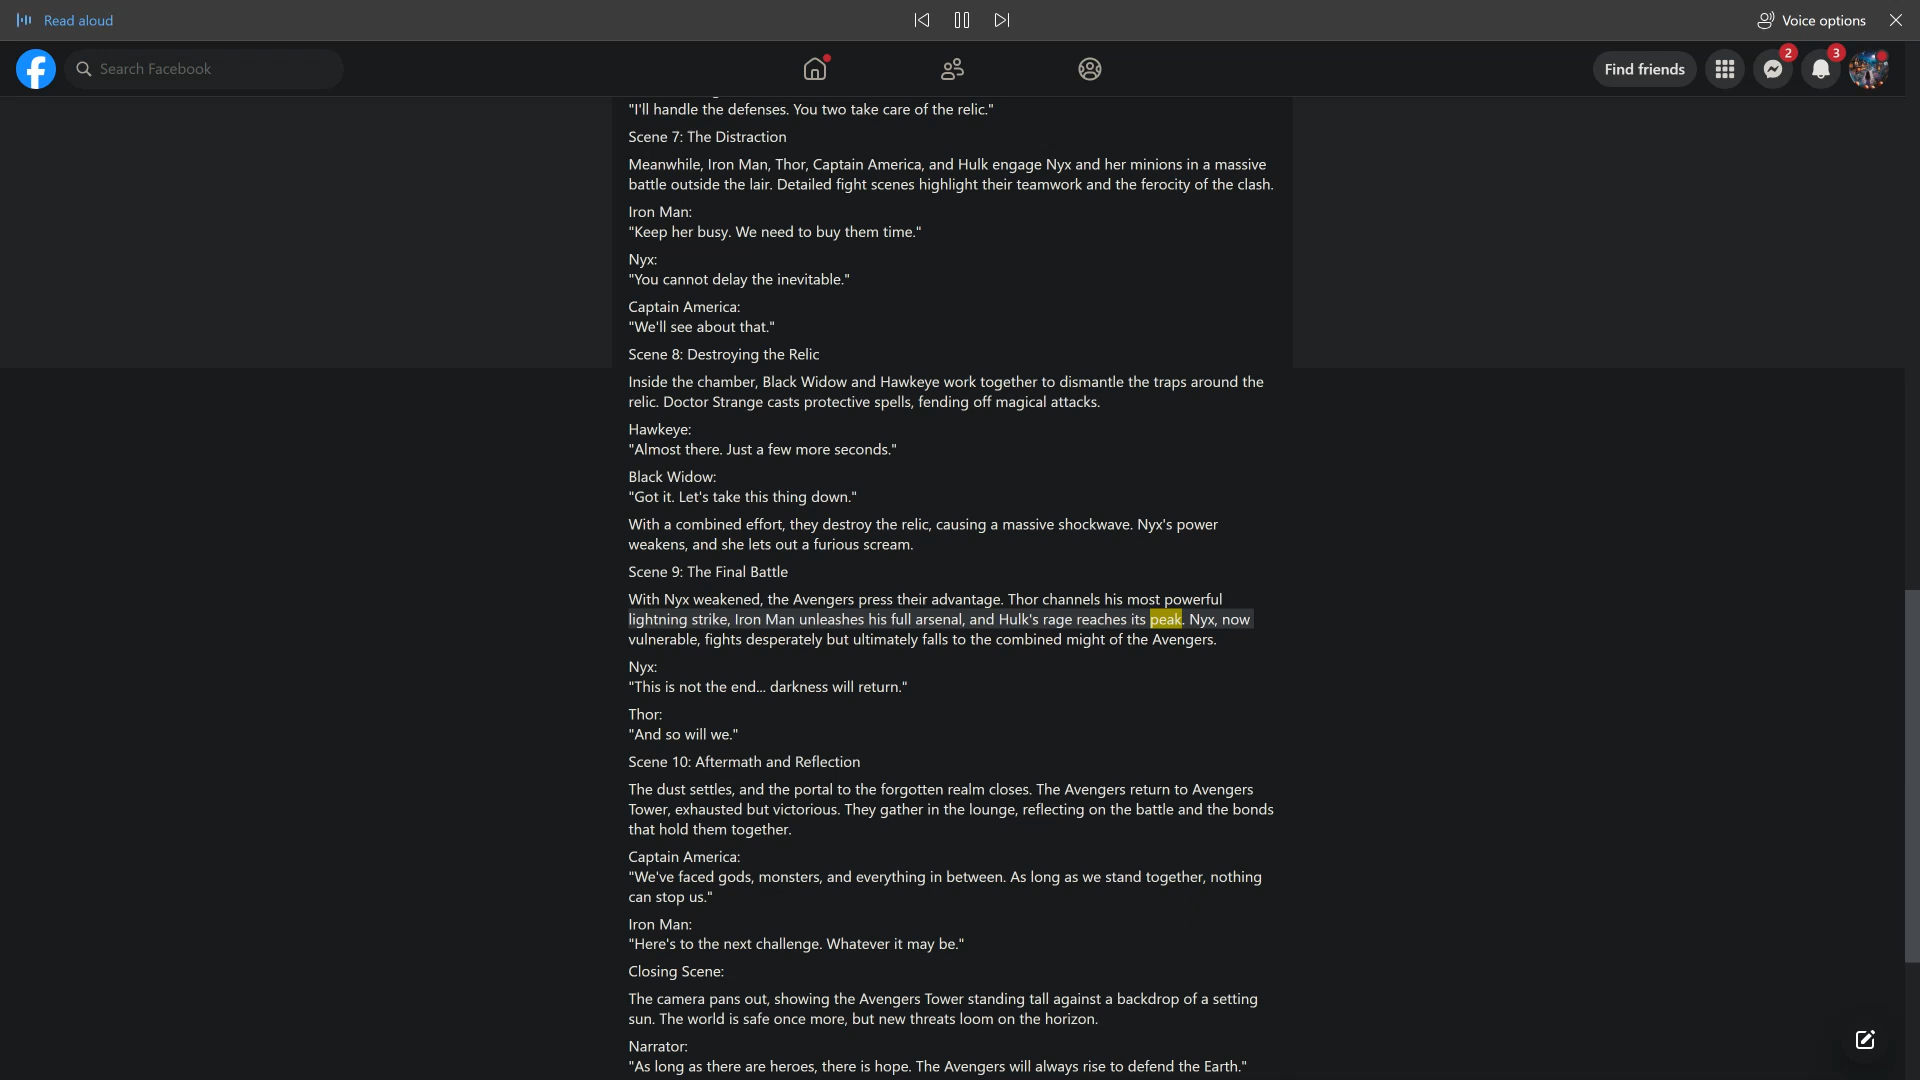 Read aloud
Voice options
Search Facebook
Find friends
2
3
"I'll handle the defenses. You two take care of the relic."
Scene 7: The Distraction
Meanwhile, Iron Man, Thor, Captain America, and Hulk engage Nyx and her minions in a massive
battle outside the lair. Detailed fight scenes highlight their teamwork and the ferocity of the clash.
Iron Man:
"Keep her busy. We need to buy them time."
Nyx:
"You cannot delay the inevitable."
Captain America:
"We'll see about that."
Scene 8: Destroying the Relic
Inside the chamber, Black Widow and Hawkeye work together to dismantle the traps around the
relic. Doctor Strange casts protective spells, fending off magical attacks.
Hawkeye:
"Almost there. Just a few more seconds."
Black Widow:
"Got it. Let's take this thing down."
With a combined effort, they destroy the relic, causing a massive shockwave. Nyx's power
weakens, and she lets out a furious scream.
Scene 9: The Final Battle
With Nyx weakened, the Avengers press their advantage. Thor channels his most powerful
lightning strike, Iron Man unleashes his full arsenal, and Hulk's rage reaches its peak. Nyx, now
vulnerable, fights desperately but ultimately falls to the combined might of the Avengers.
Nyx:
"This is not the end... darkness will return."
Thor:
"And so will we."
Scene 10: Aftermath and Reflection
The dust settles, and the portal to the forgotten realm closes. The Avengers return to Avengers
Tower, exhausted but victorious. They gather in the lounge, reflecting on the battle and the bonds
that hold them together.
Captain America:
"We've faced gods, monsters, and everything in between. As long as we stand together, nothing
can stop us."
Iron Man:
"Here's to the next challenge. Whatever it may be."
Closing Scene:
The camera pans out, showing the Avengers Tower standing tall against a backdrop of a setting
sun. The world is safe once more, but new threats loom on the horizon.
Narrator:
"As long as there are heroes, there is hope. The Avengers will always rise to defend the Earth."